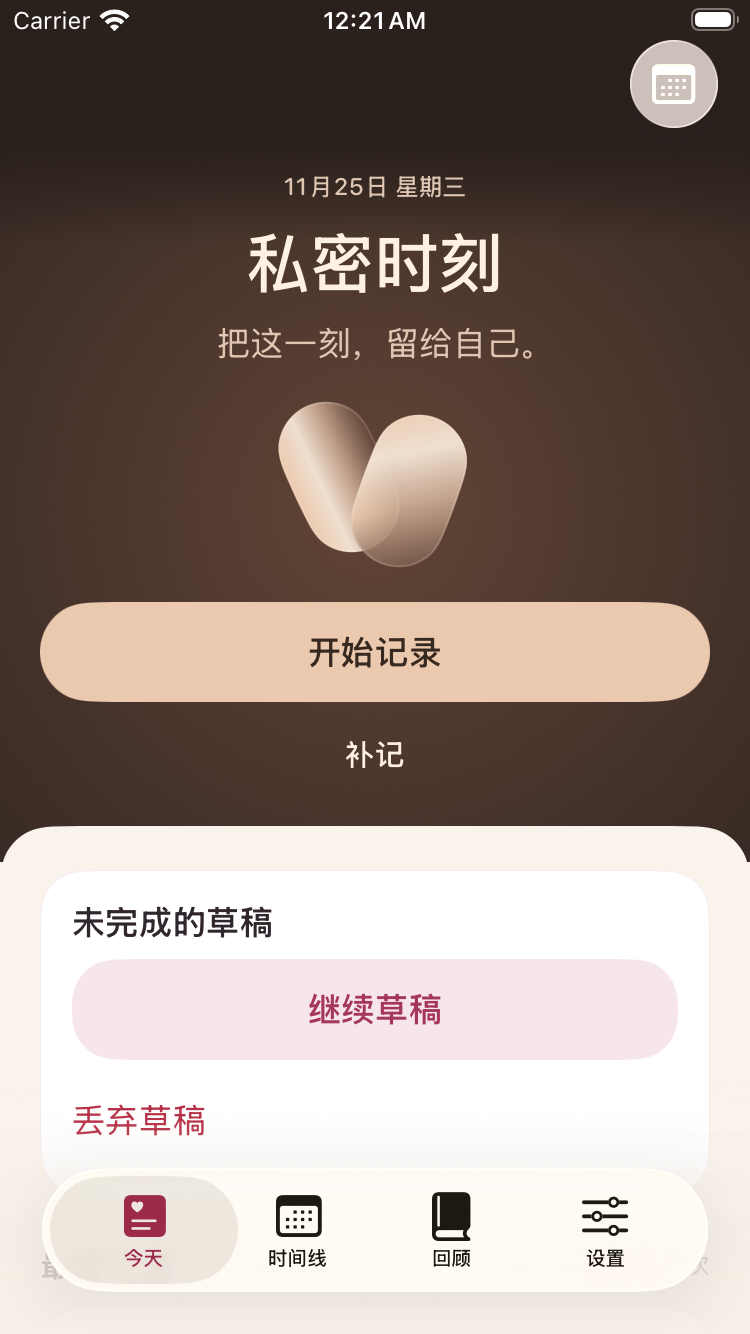 Carrier
12:21 AM
11月25日 星期三
私密时刻
把这一刻，留给自己。
开始记录
补记
未完成的草稿
继续草稿
丢弃草稿
今天
时间线
回顾
设置